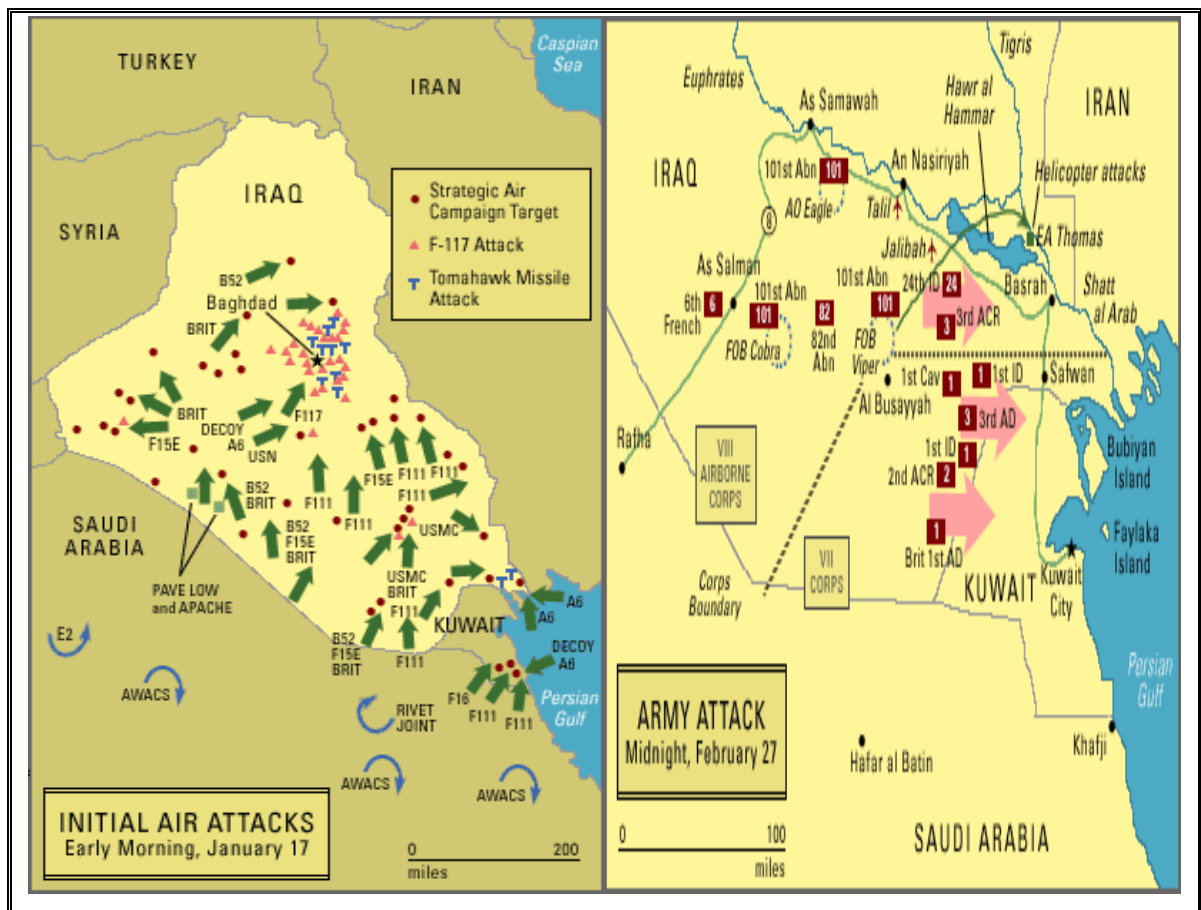 TURKEY
Caspian
Sea
IRAN
IRAQ
SYRIA
Strategic Air
Campaign Target
F-117 Attack
Tomahawk Missile
Attack
B52
Baghdad
BRIT
BRIT
F15E
DECOY
A6
USN
F117
F15E
F111
F111
F111
F111
F111
B52
BRIT
SAUDI
ARABIA
B52
F15E
BRIT
USMC
USMC
BRIT
F111
PAVE LOW
and APACHE
KUWAIT
A6
A6
E2
B52
F15E
BRIT
F111
DECOY
A6
AWACS
F16
F111
F111
Persian
Gulf
RIVET
JOINT
AWACS
AWACS
INITIAL AIR ATTACKS
Early Morning, January 17
0 200
miles
Tigris
Euphrates
Hawr al
Hammar
As Samawah
IRAN
IRAQ
101st Abn
101
An Nasiriyah
Helicopter attacks
AO Eagle
Talil
8
EA Thomas
Jalibah
As Salman
101st Abn
24th ID
24
Basrah
Shatt
al Arab
6
6th
French
101st Abn
101
82
101
3
3rd ACR
82nd
Abn
FOB Cobra
FOB
Viper
1st Cav
1
1
1st ID
Safwan
Al Busayyah
3
3rd AD
Rafha
VIII
AIRBORNE
CORPS
1st ID
1
Bubiyan
Island
2nd ACR
2
1
Brit 1st AD
Faylaka
Island
VII
CORPS
KUWAIT
Kuwait
City
Corps
Boundary
Persian
Gulf
ARMY ATTACK
Midnight, February 27
Khafji
Hafar al Batin
0 100
miles
SAUDI ARABIA